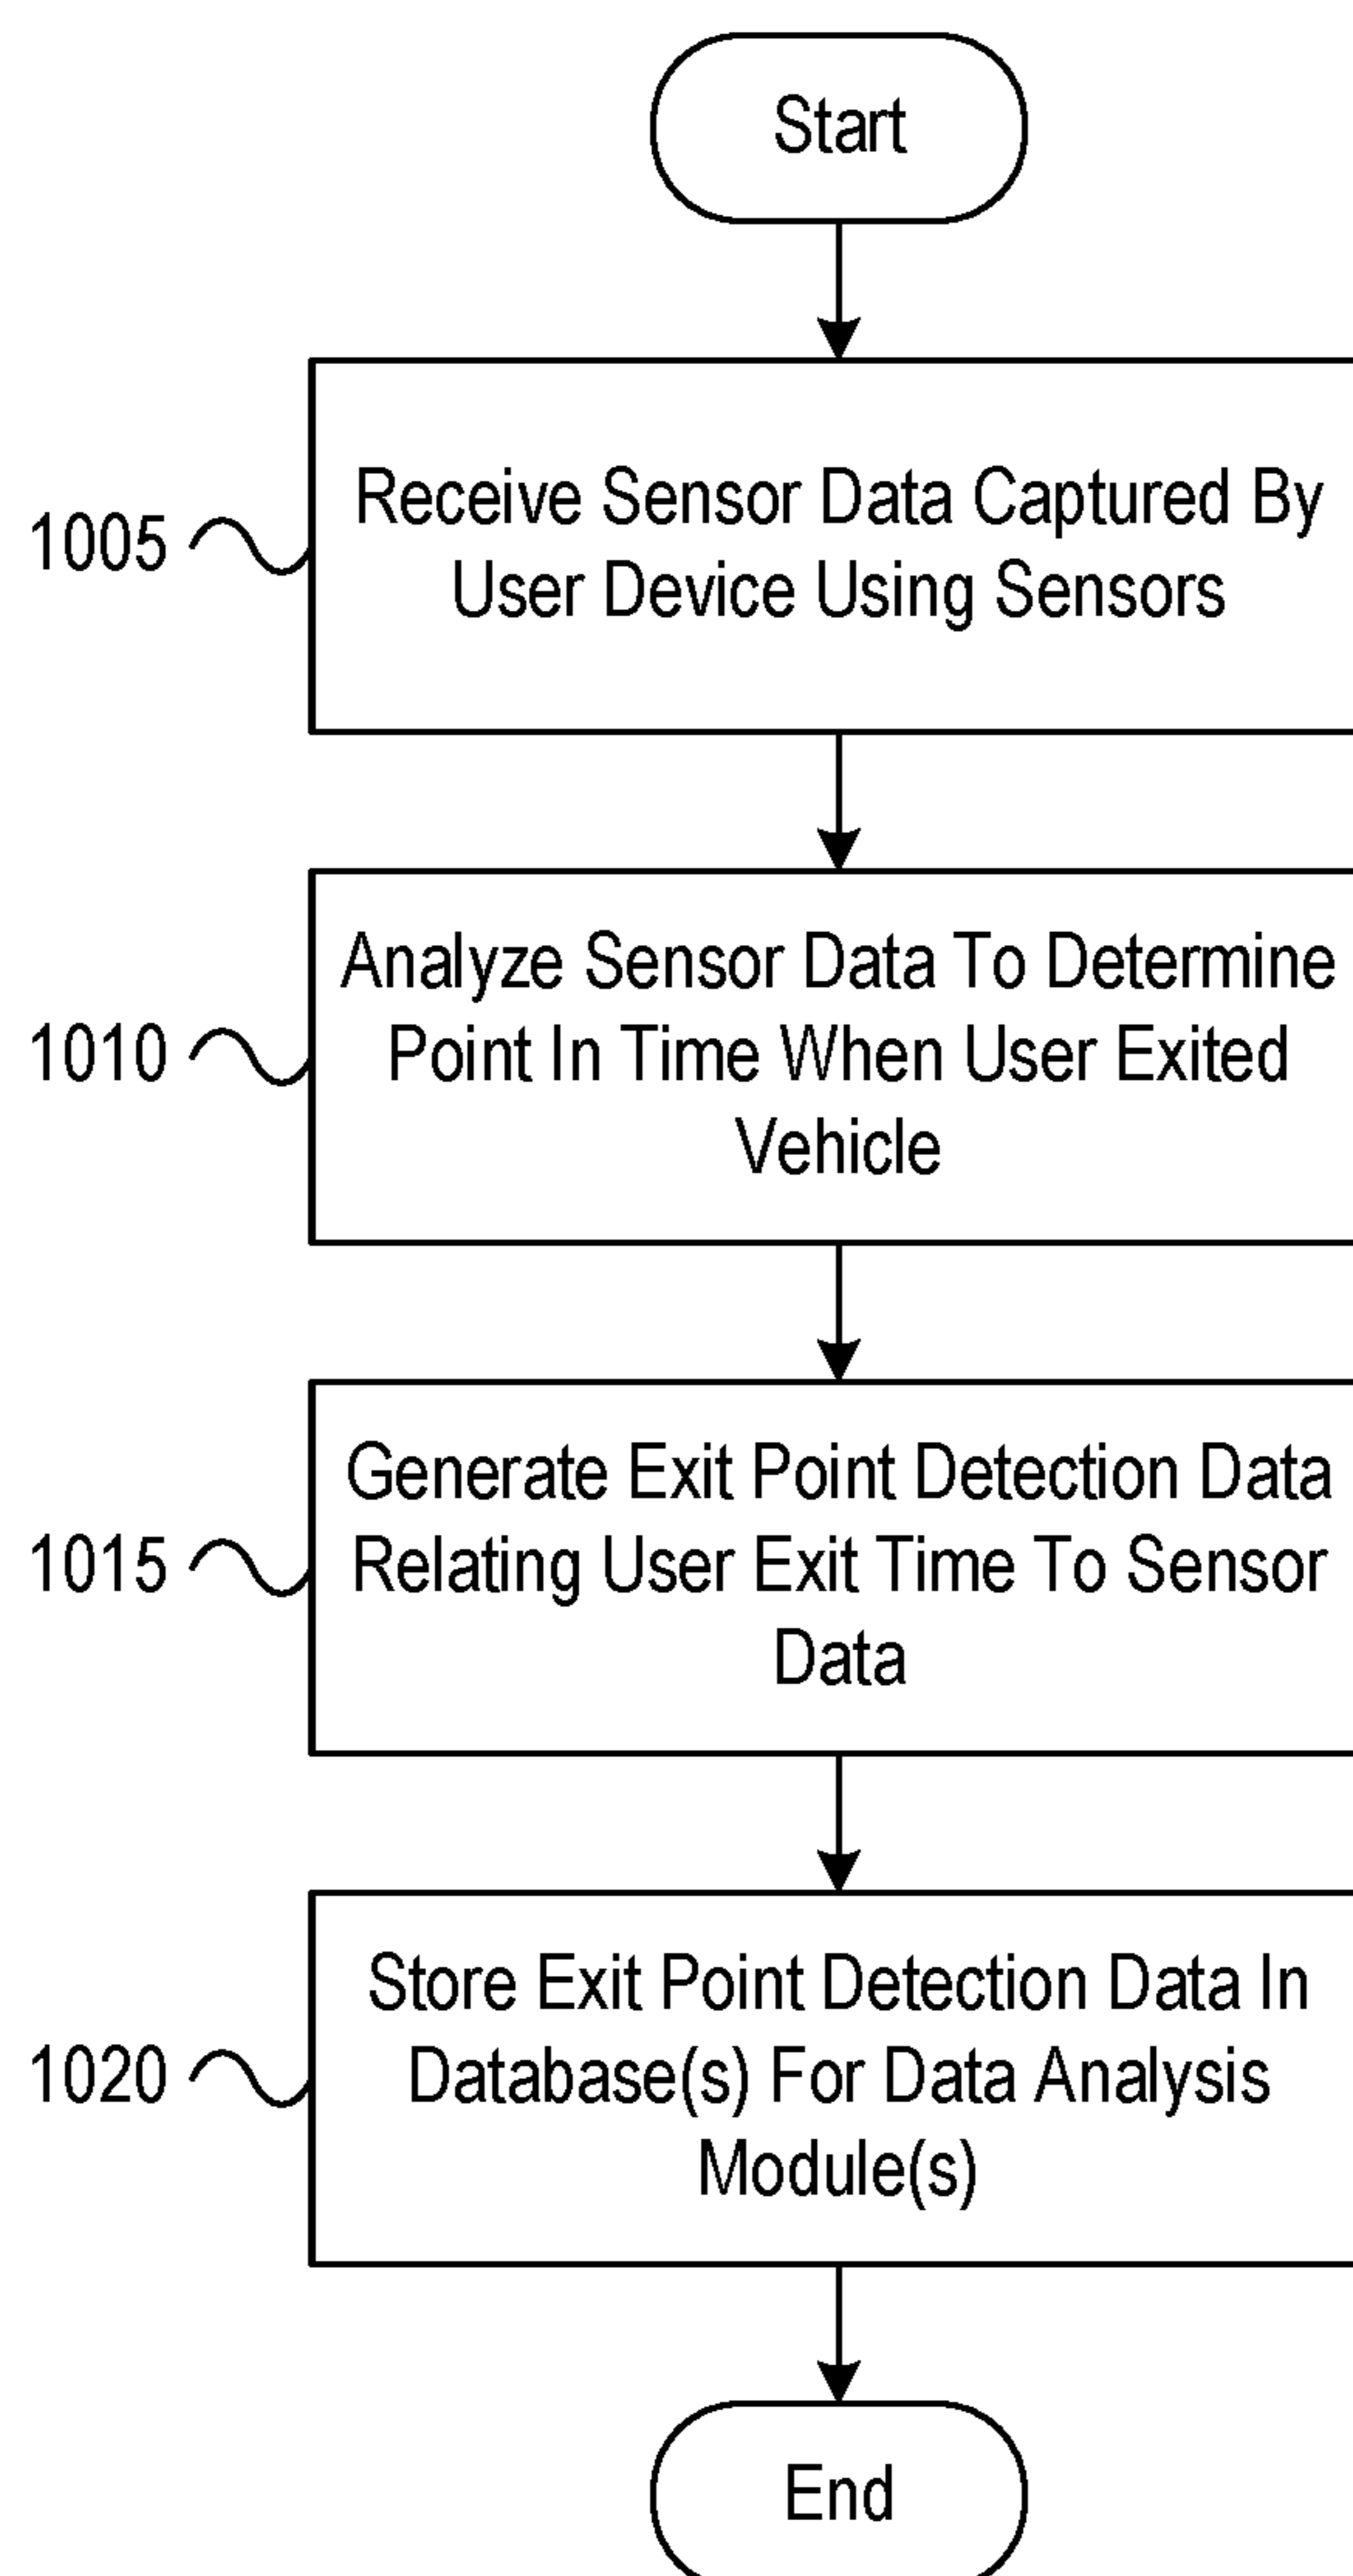 Start
1005
Receive Sensor Data Captured By
User Device Using Sensors
1010
Analyze Sensor Data To Determine
Point In Time When User Exited
Vehicle
1015
Generate Exit Point Detection Data
Relating User Exit Time To Sensor
Data
1020
Store Exit Point Detection Data In
Database(s) For Data Analysis
Module(s)
End